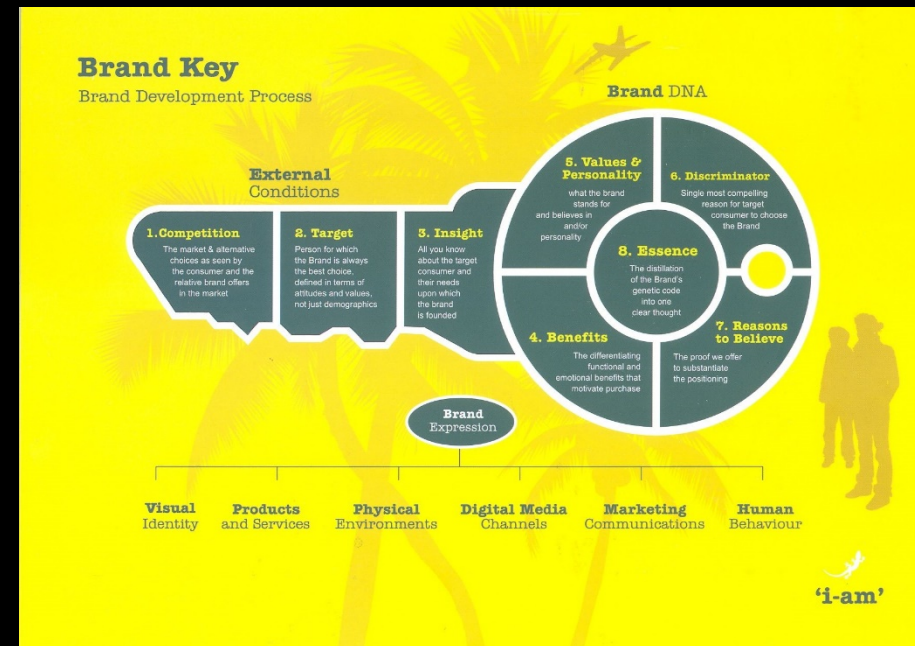 Brand Key
Brand Development Process
Brand DNA
External
Conditions
1.Competition
The market & alternative
choices as seen by
the consumer and the
relative brand offers
in the market
2. Target
Person for which
the Brand is always
the best choice,
defined in terms of
attitudes and values,
not just demographics
3. Insight
All you know
about the target
consumer and
their needs
upon which
the brand
is founded
5. Values &
Personality
what the brand
stands for
and believes in
and/or
personality
6. Discriminator
Single most compelling
reason for target
consumer to choose
the Brand
8. Essence
The distillation
of the Brand's
genetic code
into one
clear thought
4. Benefits
The differentiating
functional and
emotional benefits that
motivate purchase
7. Reasons
to Believe
The proof we offer
to substantiate
the positioning
Brand
Expression
Visual
Identity
Products
and Services
Physical
Environments
Digital Media
Channels
Marketing
Communications
Human
Behaviour
‘i-am’